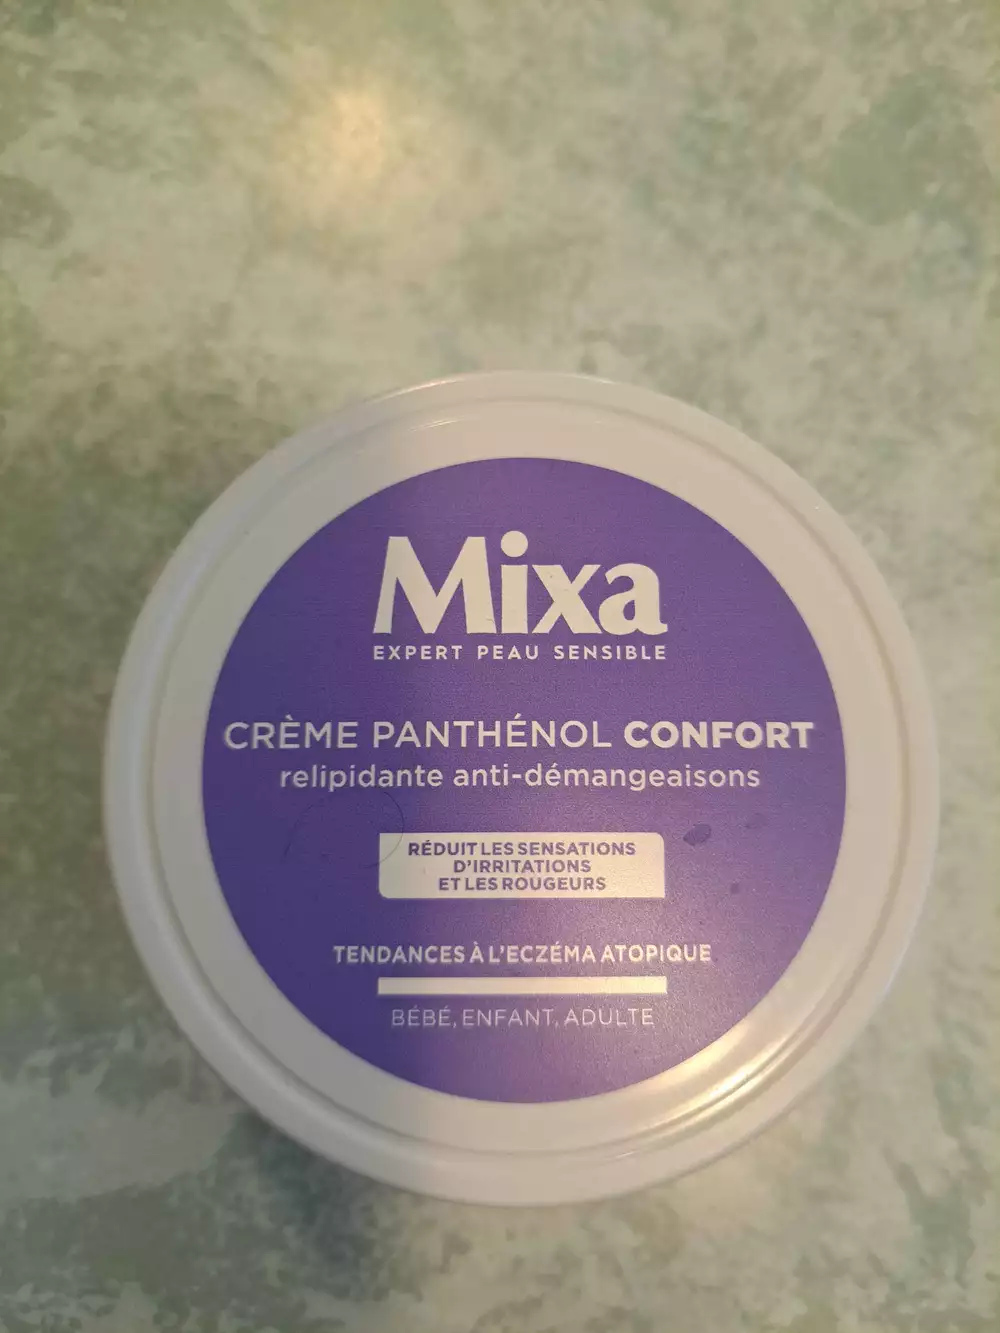 Mixa
EXPERT PEAU SENSIBLE
CRÈME PANTHÉNOL CONFORT
relipidante anti-démangeaisons
RÉDUIT LES SENSATIONS
D'IRRITATIONS
ET LES ROUGEURS
TENDANCES À L'ECZÉMA ATOPIQUE
BÉBÉ, ENFANT, ADULTE